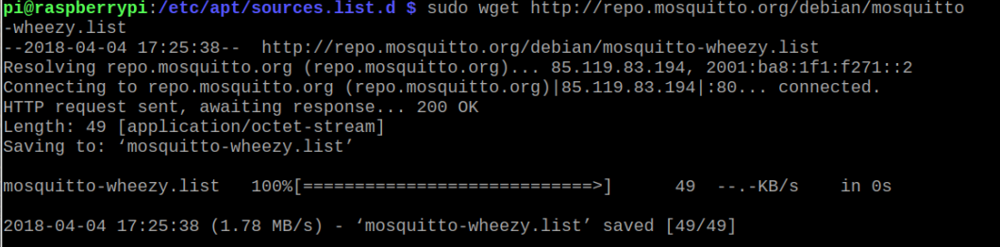 pi@raspberrypi:/etc/apt/sources.list.d $ sudo wget http://repo.mosquitto.org/debian/mosquitto
-wheezy.list
--2018-04-04 17:25:38--  http://repo.mosquitto.org/debian/mosquitto-wheezy.list
Resolving repo.mosquitto.org (repo.mosquitto.org)... 85.119.83.194, 2001:ba8:1f1:f271::2
Connecting to repo.mosquitto.org (repo.mosquitto.org)|85.119.83.194|:80... connected.
HTTP request sent, awaiting response... 200 OK
Length: 49 [application/octet-stream]
Saving to: ‘mosquitto-wheezy.list’
mosquitto-wheezy.list   100%[============================>]      49  --.-KB/s    in 0s
2018-04-04 17:25:38 (1.78 MB/s) - ‘mosquitto-wheezy.list’ saved [49/49]